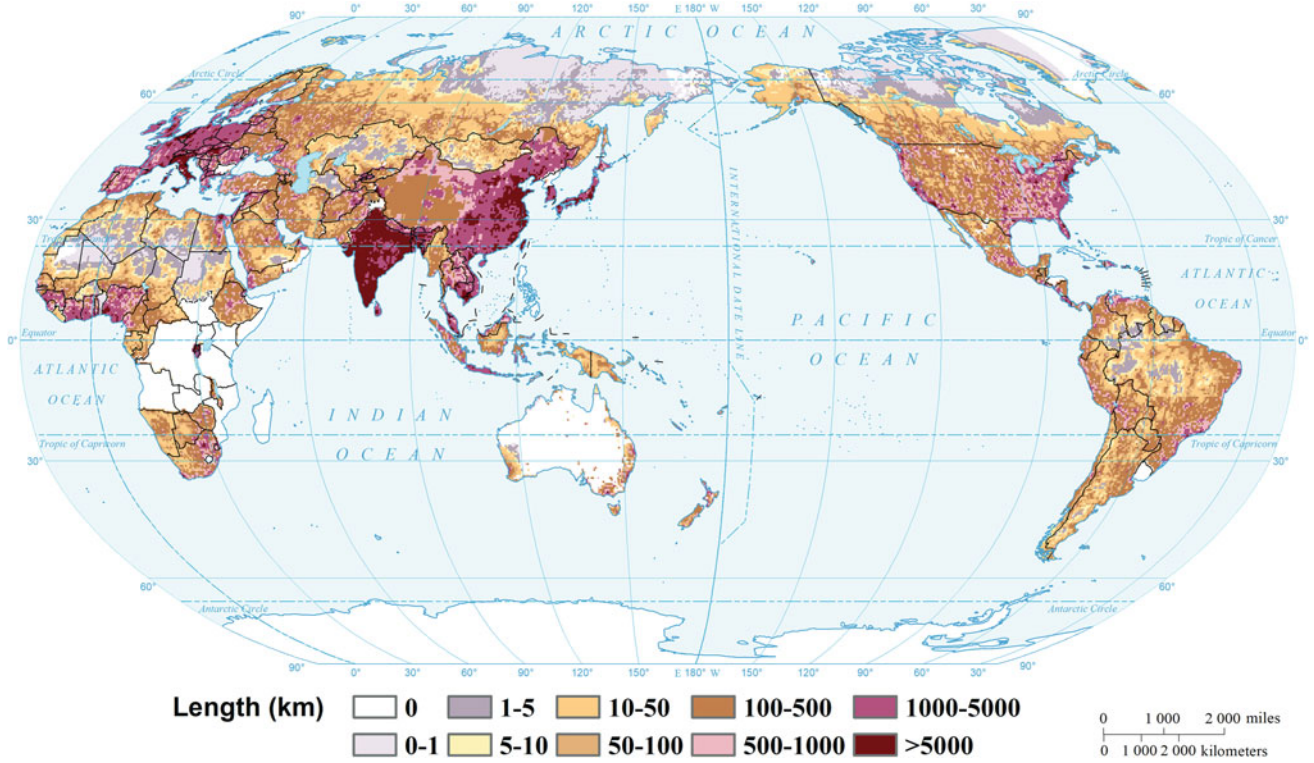 90° 0° 30° 60° 90° 120° 150° E 180° W 150° 120° 90° 60° 30° 0° 90°
ARCTIC OCEAN
Arctic Circle Arctic Circle
60° 60°
30° 30°
Tropic of Cancer Tropic of Cancer
INTERNATIONAL DATE LINE
ATLANTIC
OCEAN
PACIFIC
OCEAN
Equator Equator
0° 0°
ATLANTIC
OCEAN
INDIAN
OCEAN
Tropic of Capricorn Tropic of Capricorn
30° 30°
60° 60°
Antarctic Circle Antarctic Circle
90° 0° 30° 60° 90° 120° 150° E 180° W 150° 120° 90° 60° 30° 0° 90°
Length (km) 0 1-5 10-50 100-500 1000-5000
0-1 5-10 50-100 500-1000 >5000
0 1 000 2 000 miles
0 1 000 2 000 kilometers